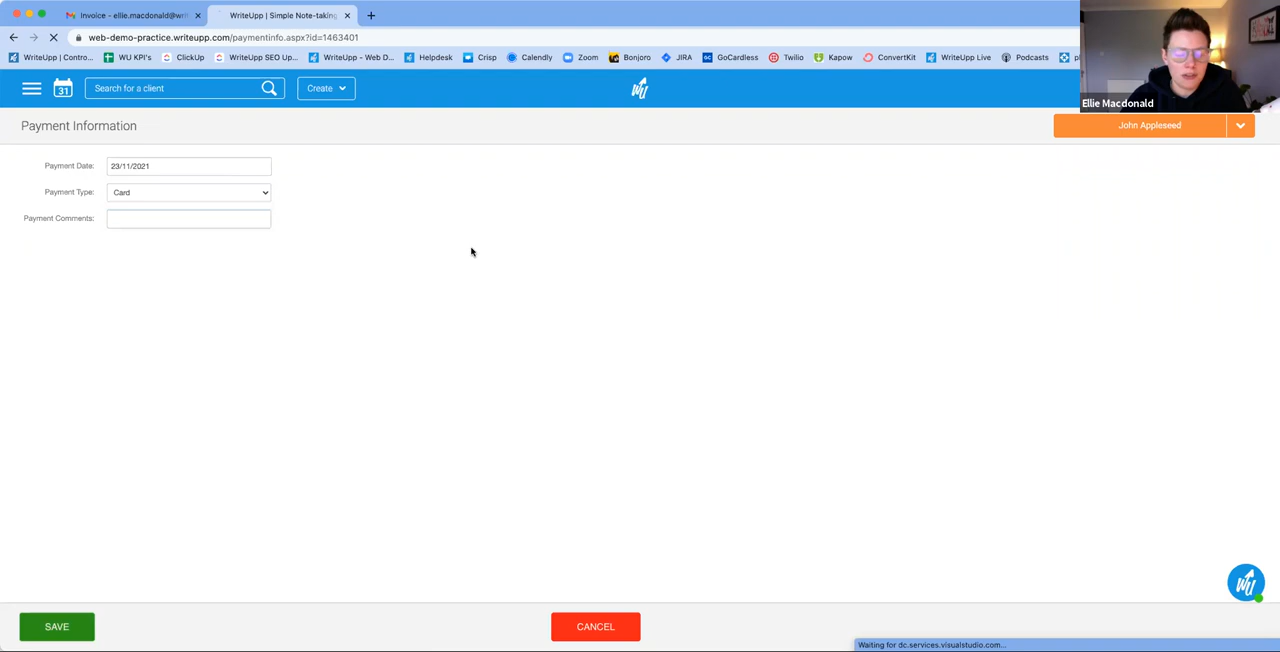 Invoice - ellie.macdonald@wri
WriteUpp | Simple Note-taking
web-demo-practice.writeupp.com/paymentinfo.aspx?id=1463401
WriteUpp | Contro... WU KPI's ClickUp WriteUpp SEO Up... WriteUpp - Web D... Helpdesk Crisp Calendly Zoom Bonjoro JIRA GC GoCardless Twilio Kapow ConvertKit WriteUpp Live Podcasts
31 Search for a client Create WU
Ellie Macdonald
Payment Information John Appleseed
Payment Date: 23/11/2021
Payment Type: Card
Payment Comments:
WU
SAVE CANCEL
Waiting for dc.services.visualstudio.com...